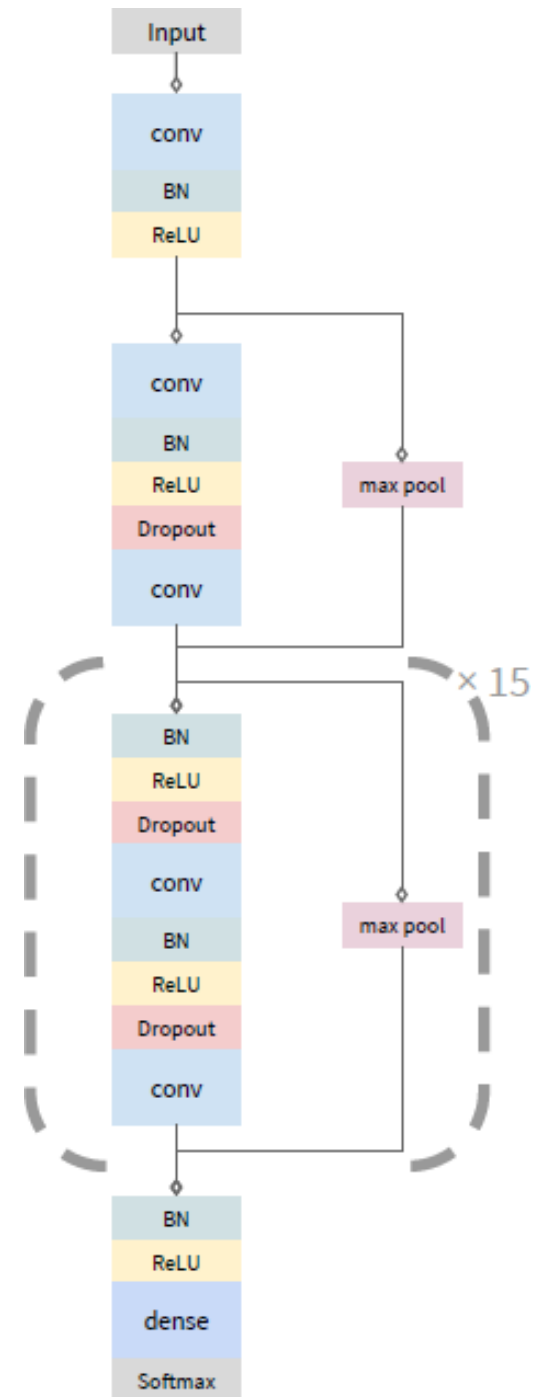 Input
conv
BN
ReLU
conv
BN
ReLU
max pool
Dropout
conv
× 15
BN
ReLU
Dropout
conv
max pool
BN
ReLU
Dropout
conv
BN
ReLU
dense
Softmax